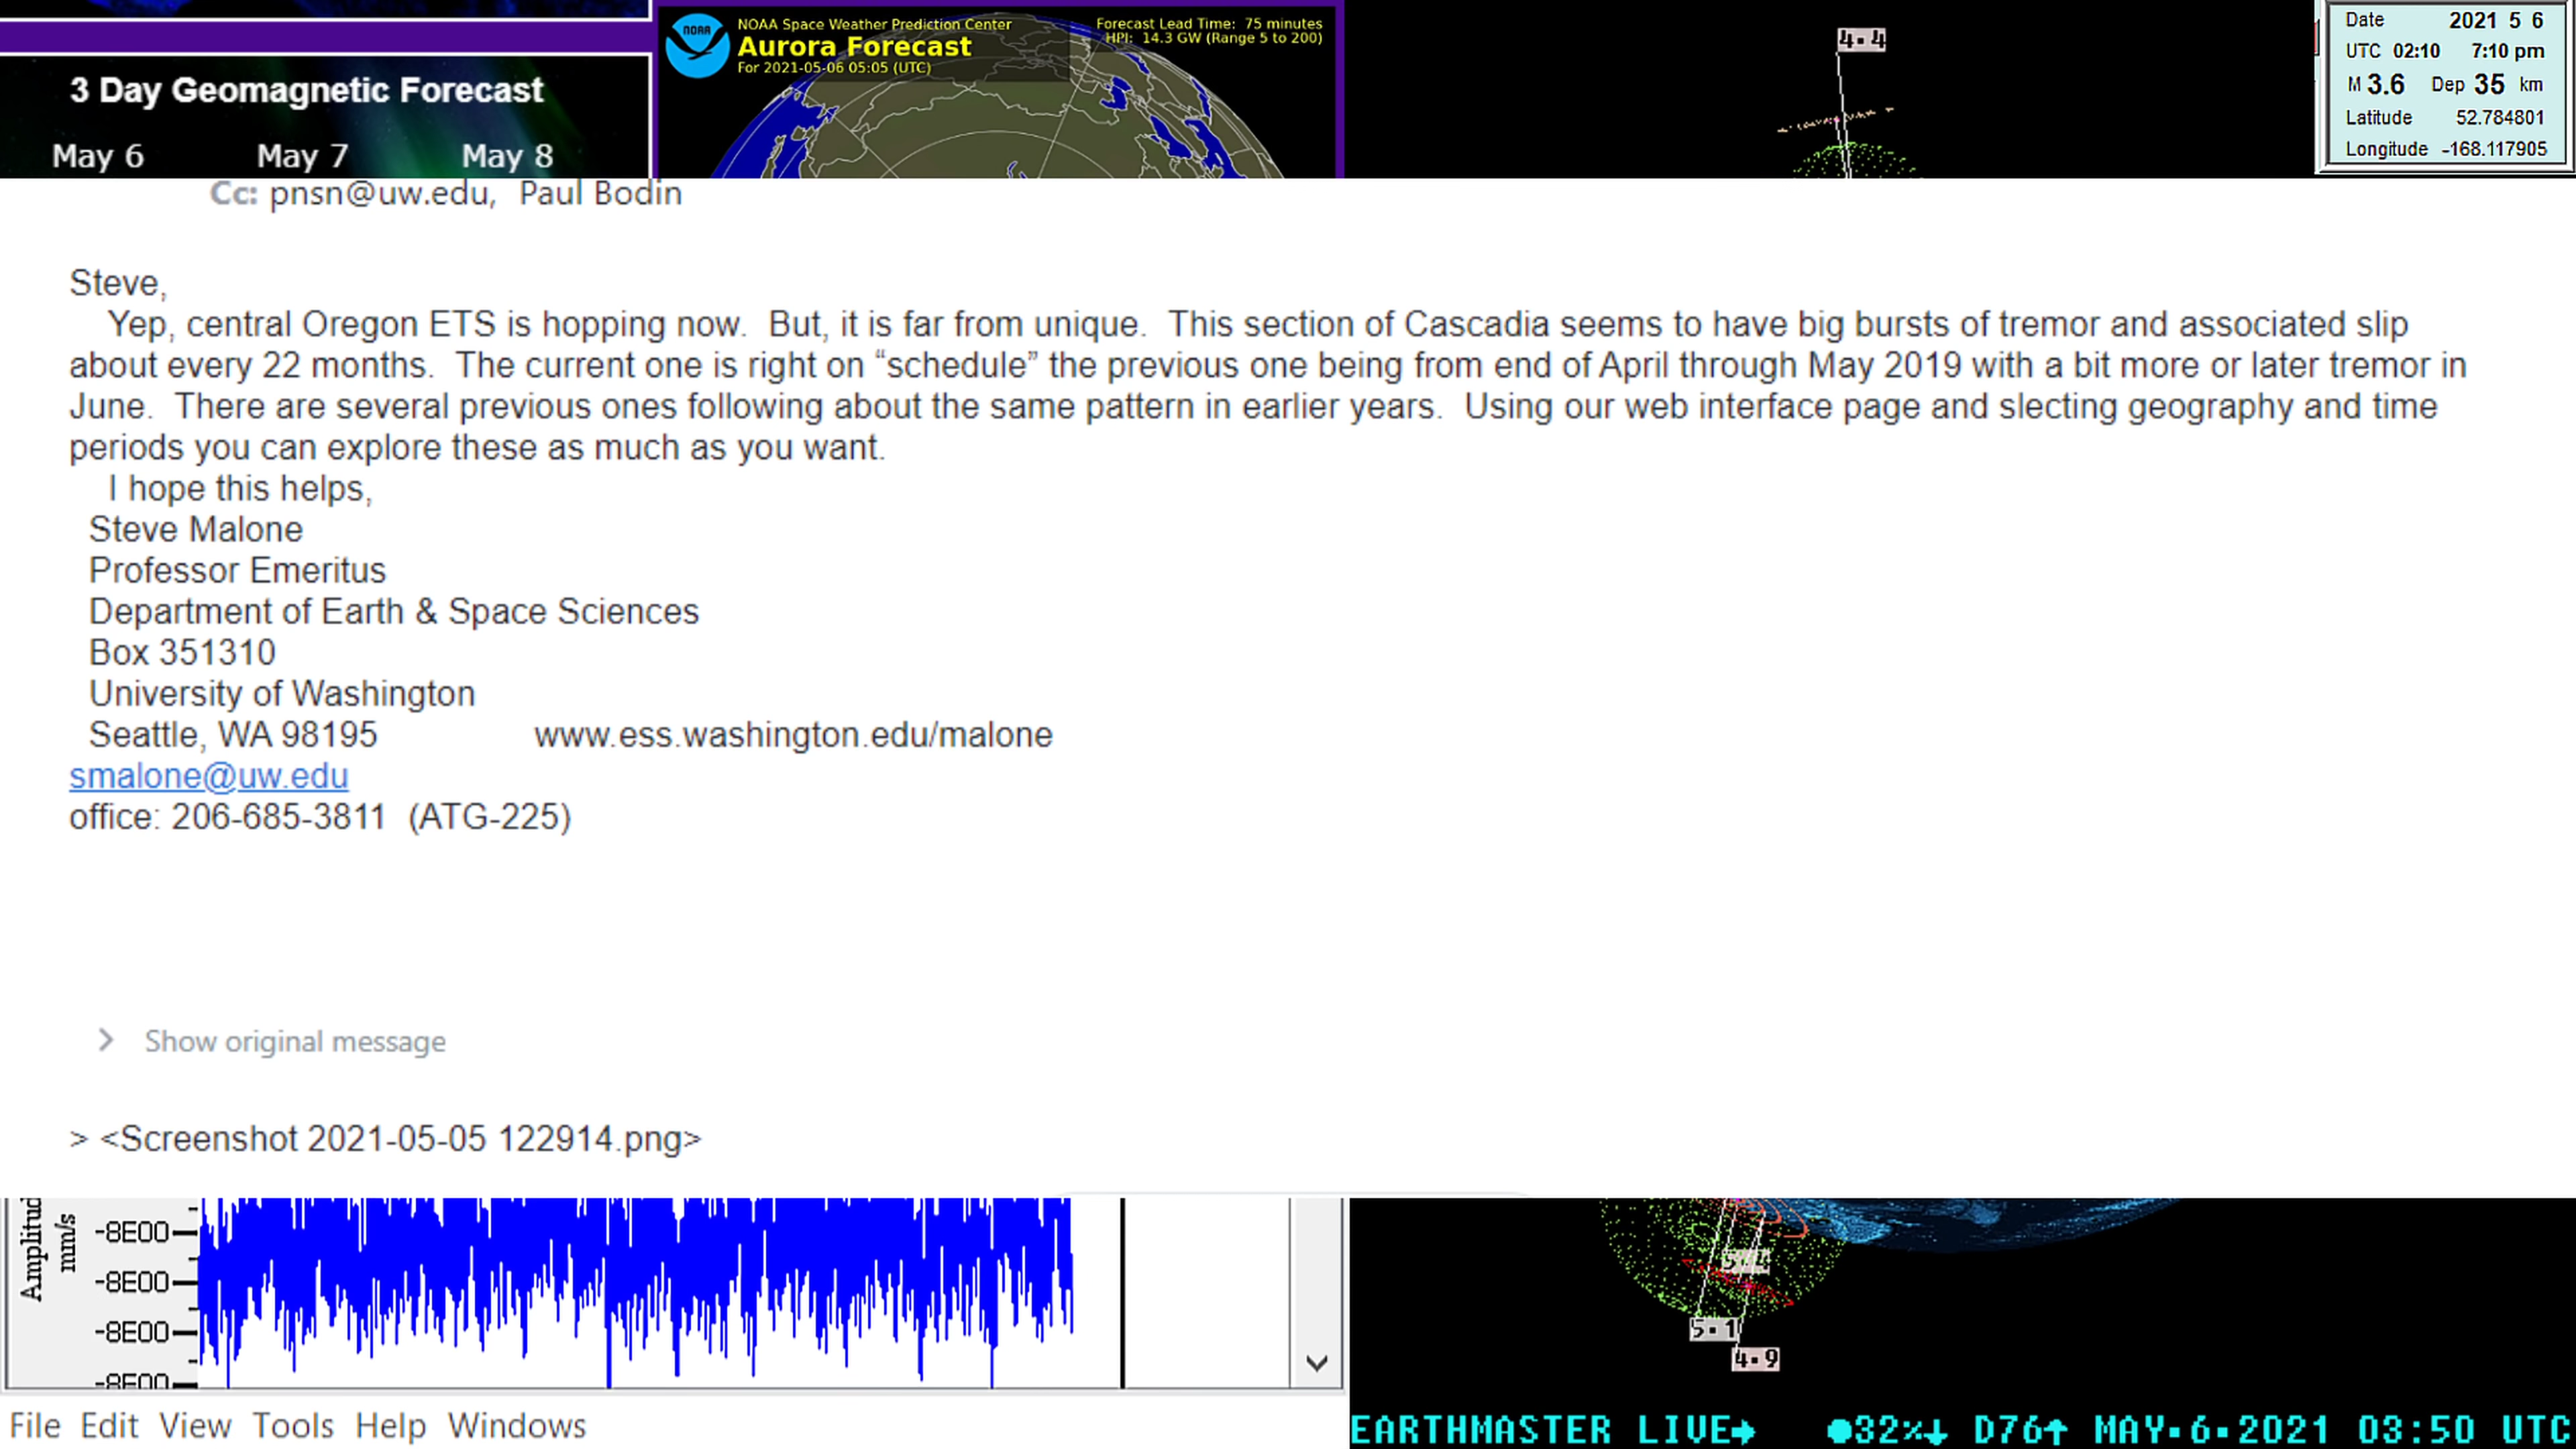 3 Day Geomagnetic Forecast
May 6 May 7 May 8
NOAA
NOAA Space Weather Prediction Center
Aurora Forecast
For 2021-05-06 05:05 (UTC)
Forecast Lead Time: 75 minutes
HPI: 14.3 GW (Range 5 to 200)
4.4
Date 2021 5 6
UTC 02:10 7:10 pm
M 3.6 Dep 35 km
Latitude 52.784801
Longitude -168.117905
Cc: pnsn@uw.edu, Paul Bodin
Steve,
Yep, central Oregon ETS is hopping now. But, it is far from unique. This section of Cascadia seems to have big bursts of tremor and associated slip
about every 22 months. The current one is right on “schedule” the previous one being from end of April through May 2019 with a bit more or later tremor in
June. There are several previous ones following about the same pattern in earlier years. Using our web interface page and slecting geography and time
periods you can explore these as much as you want.
I hope this helps,
Steve Malone
Professor Emeritus
Department of Earth & Space Sciences
Box 351310
University of Washington
Seattle, WA 98195 www.ess.washington.edu/malone
smalone@uw.edu
office: 206-685-3811 (ATG-225)
> Show original message
> <Screenshot 2021-05-05 122914.png>
mm/s
-8E00
-8E00
-8E00
-8E00
5.1
4.9
File Edit View Tools Help Windows
EARTHMASTER LIVE→ ●32%↓ D76↑ MAY·6·2021 03:50 UTC